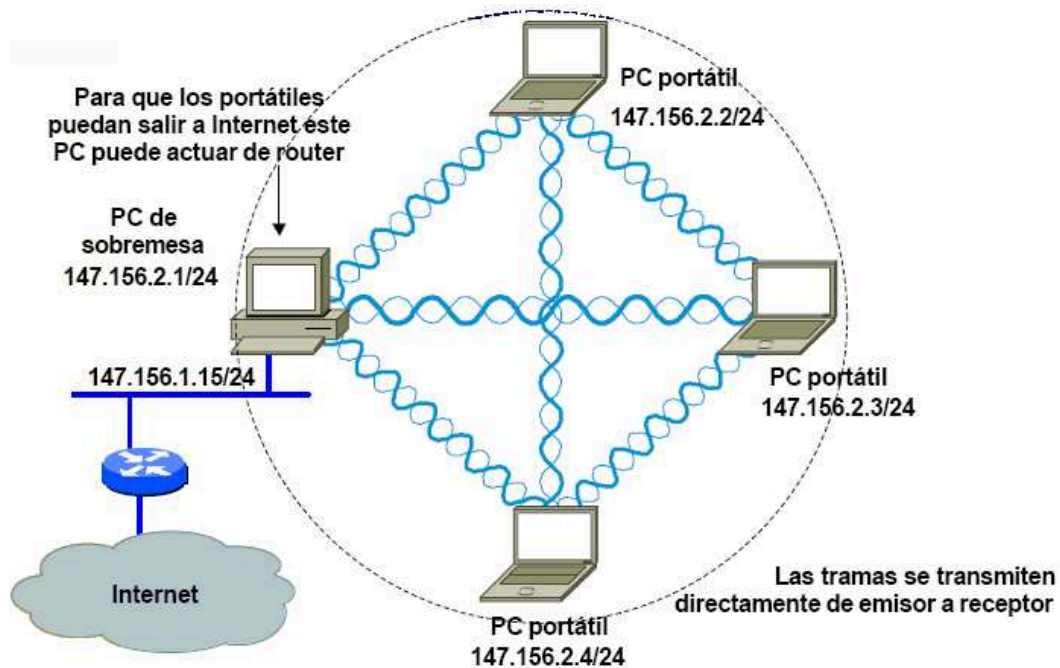 PC portátil
147.156.2.2/24
Para que los portátiles
puedan salir a Internet este
PC puede actuar de router
PC de
sobremesa
147.156.2.1/24
147.156.1.15/24
PC portátil
147.156.2.3/24
Internet
Las tramas se transmiten
directamente de emisor a receptor
PC portátil
147.156.2.4/24